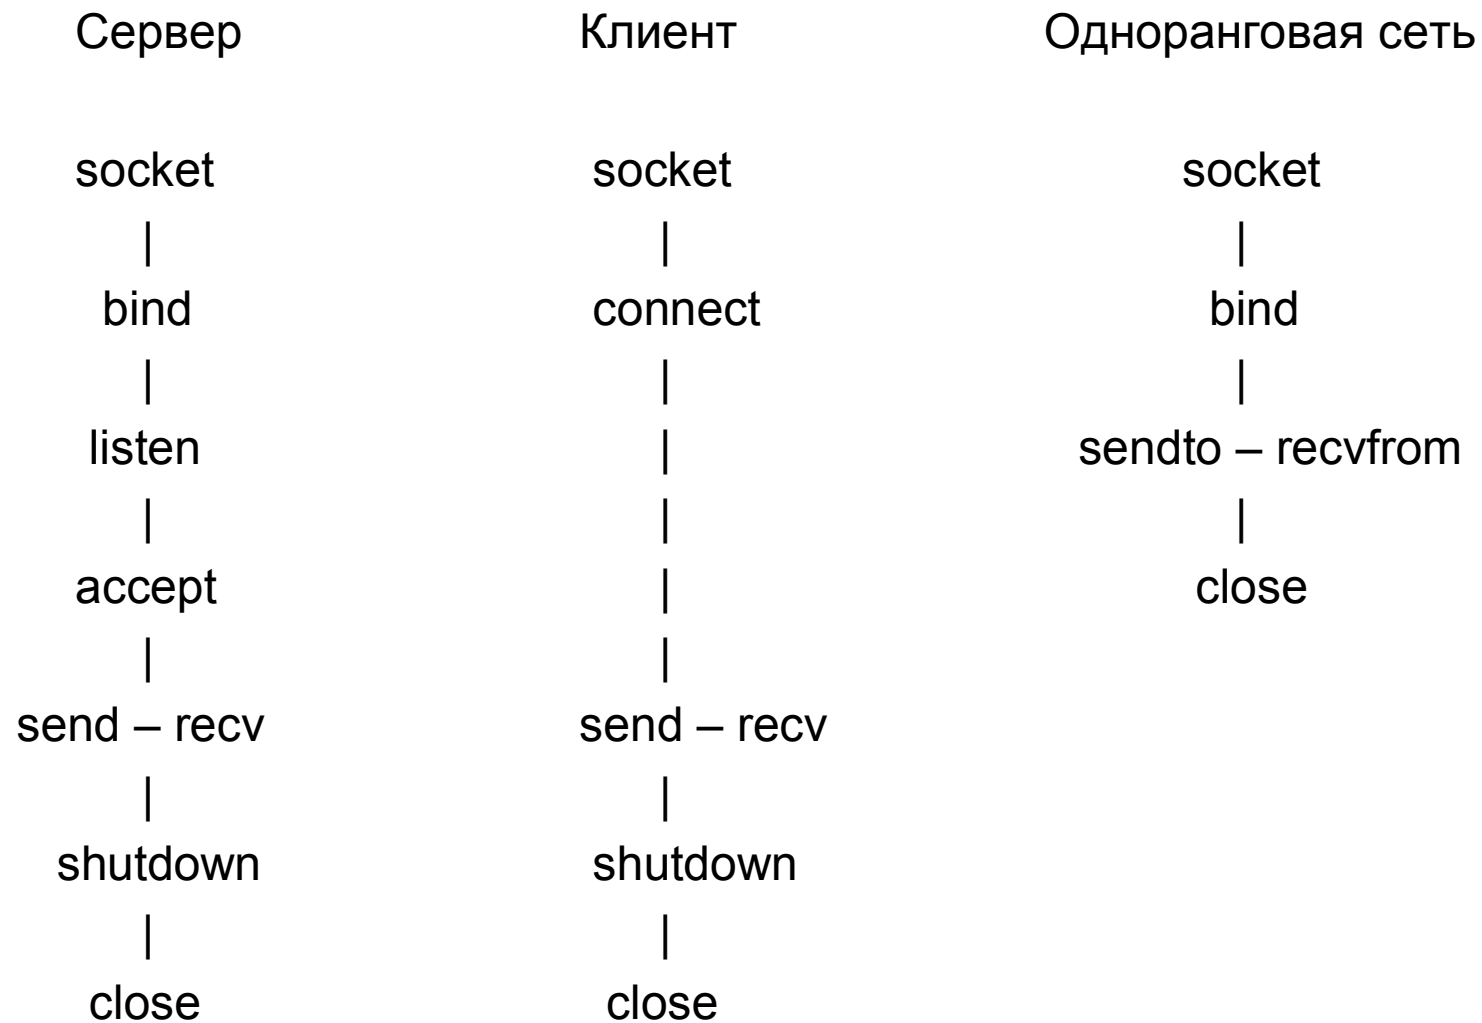 Сервер Клиент Одноранговая сеть
socket socket socket
| | |
bind connect bind
| | |
listen | sendto – recvfrom
| | |
accept | close
| |
send – recv send – recv
| |
shutdown shutdown
| |
close close